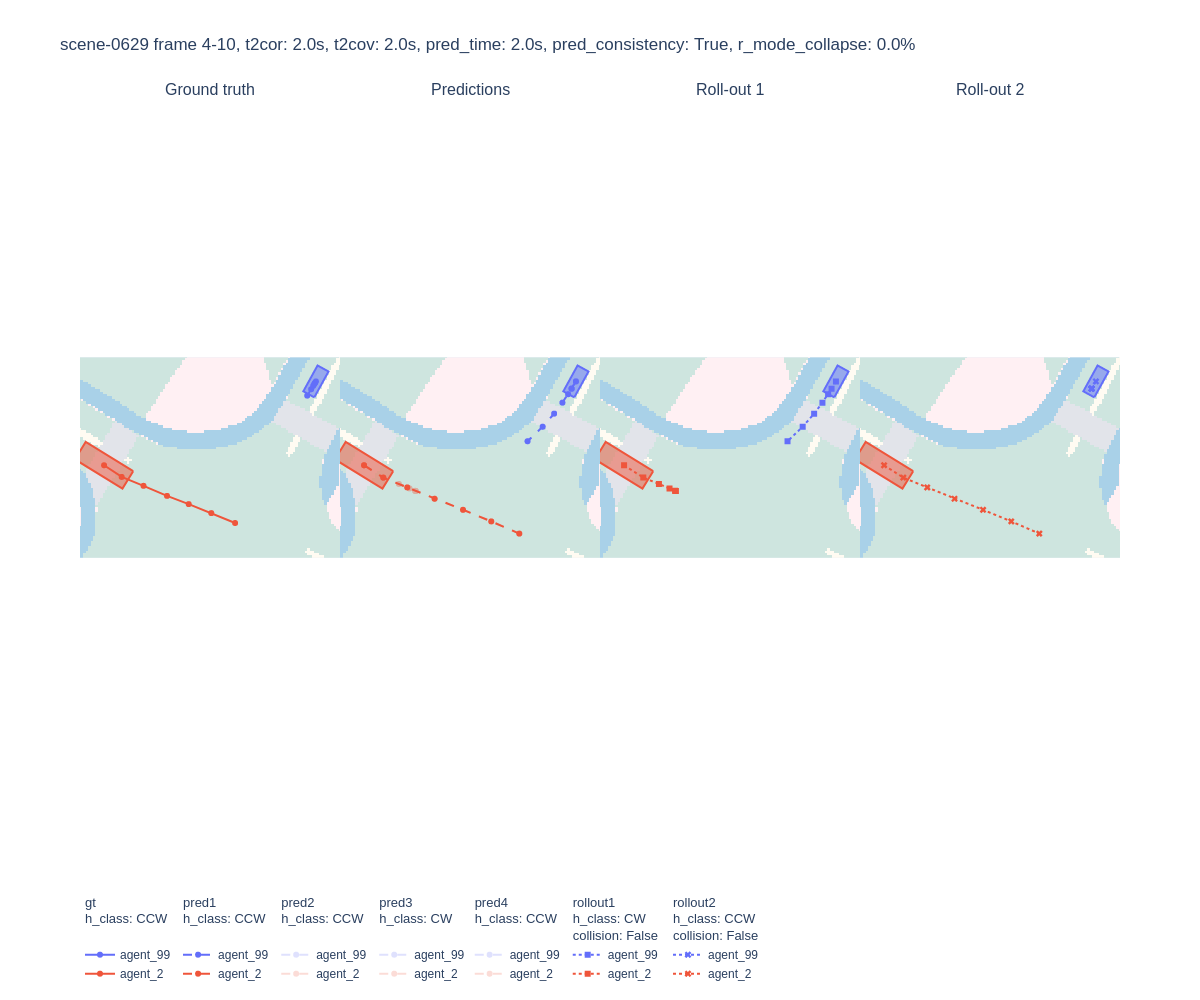 scene-0629 frame 4-10, t2cor: 2.0s, t2cov: 2.0s, pred_time: 2.0s, pred_consistency: True, r_mode_collapse: 0.0%
Ground truth Predictions Roll-out 1 Roll-out 2
gt pred1 pred2 pred3 pred4 rollout1 rollout2
h_class: CCW h_class: CCW h_class: CCW h_class: CW h_class: CCW h_class: CW h_class: CCW
collision: False collision: False
agent_99 agent_99 agent_99 agent_99 agent_99 agent_99 agent_99
agent_2 agent_2 agent_2 agent_2 agent_2 agent_2 agent_2